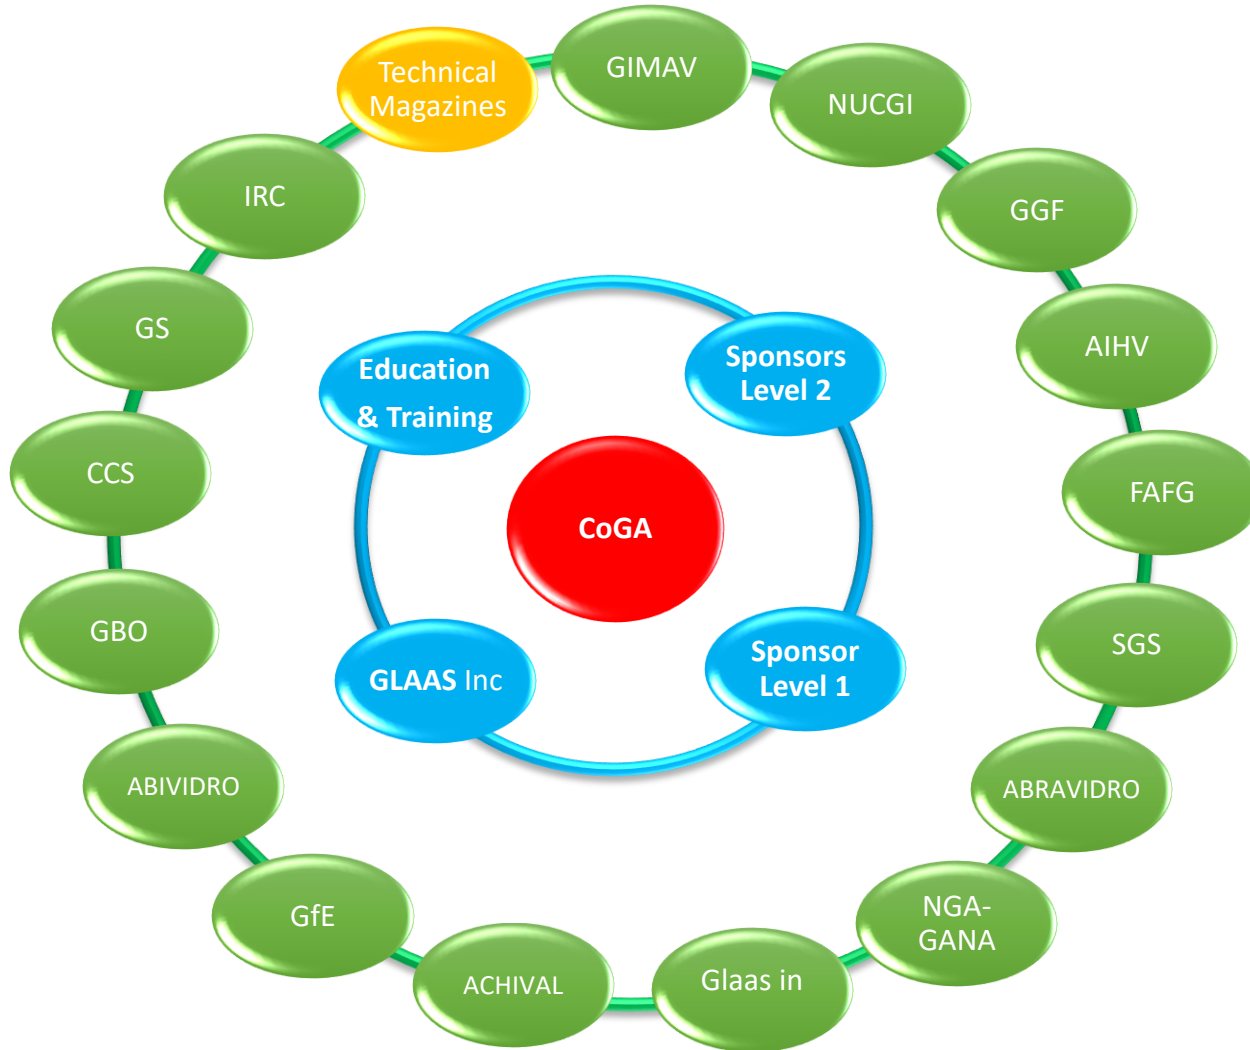 Technical
Magazines
GIMAV
NUCGI
GGF
AIHV
FAFG
SGS
ABRAVIDRO
NGA-
GANA
Glaas in
ACHIVAL
GfE
ABIVIDRO
GBO
CCS
GS
IRC
Education
& Training
Sponsors
Level 2
Sponsor
Level 1
GLAAS Inc
CoGA